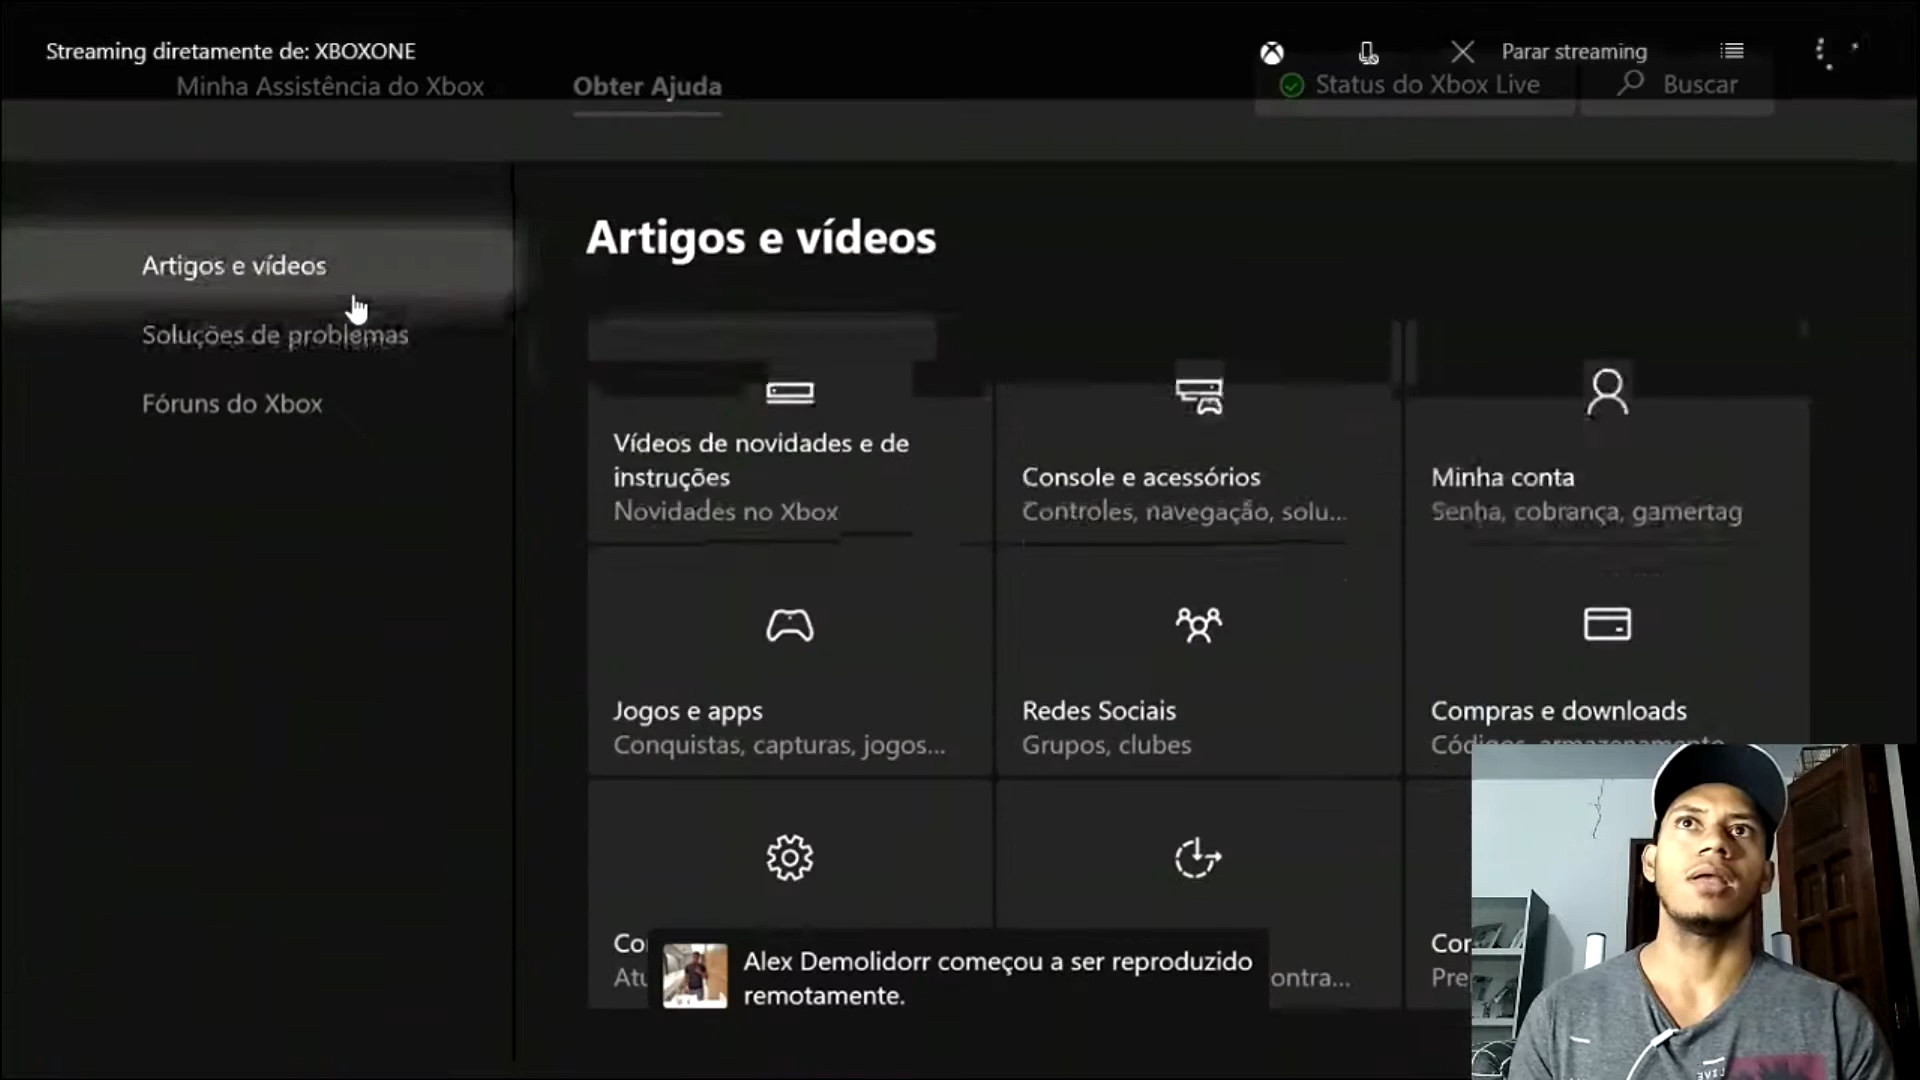 Streaming diretamente de: XBOXONE
Parar streaming
Minha Assistência do Xbox
Obter Ajuda
Status do Xbox Live
Buscar
Artigos e vídeos
Soluções de problemas
Fóruns do Xbox
Artigos e vídeos
Vídeos de novidades e de
instruções
Novidades no Xbox
Console e acessórios
Controles, navegação, solu...
Minha conta
Senha, cobrança, gamertag
Jogos e apps
Conquistas, capturas, jogos...
Redes Sociais
Grupos, clubes
Compras e downloads
Códigos, armazenamento
Alex Demolidorr começou a ser reproduzido
remotamente.